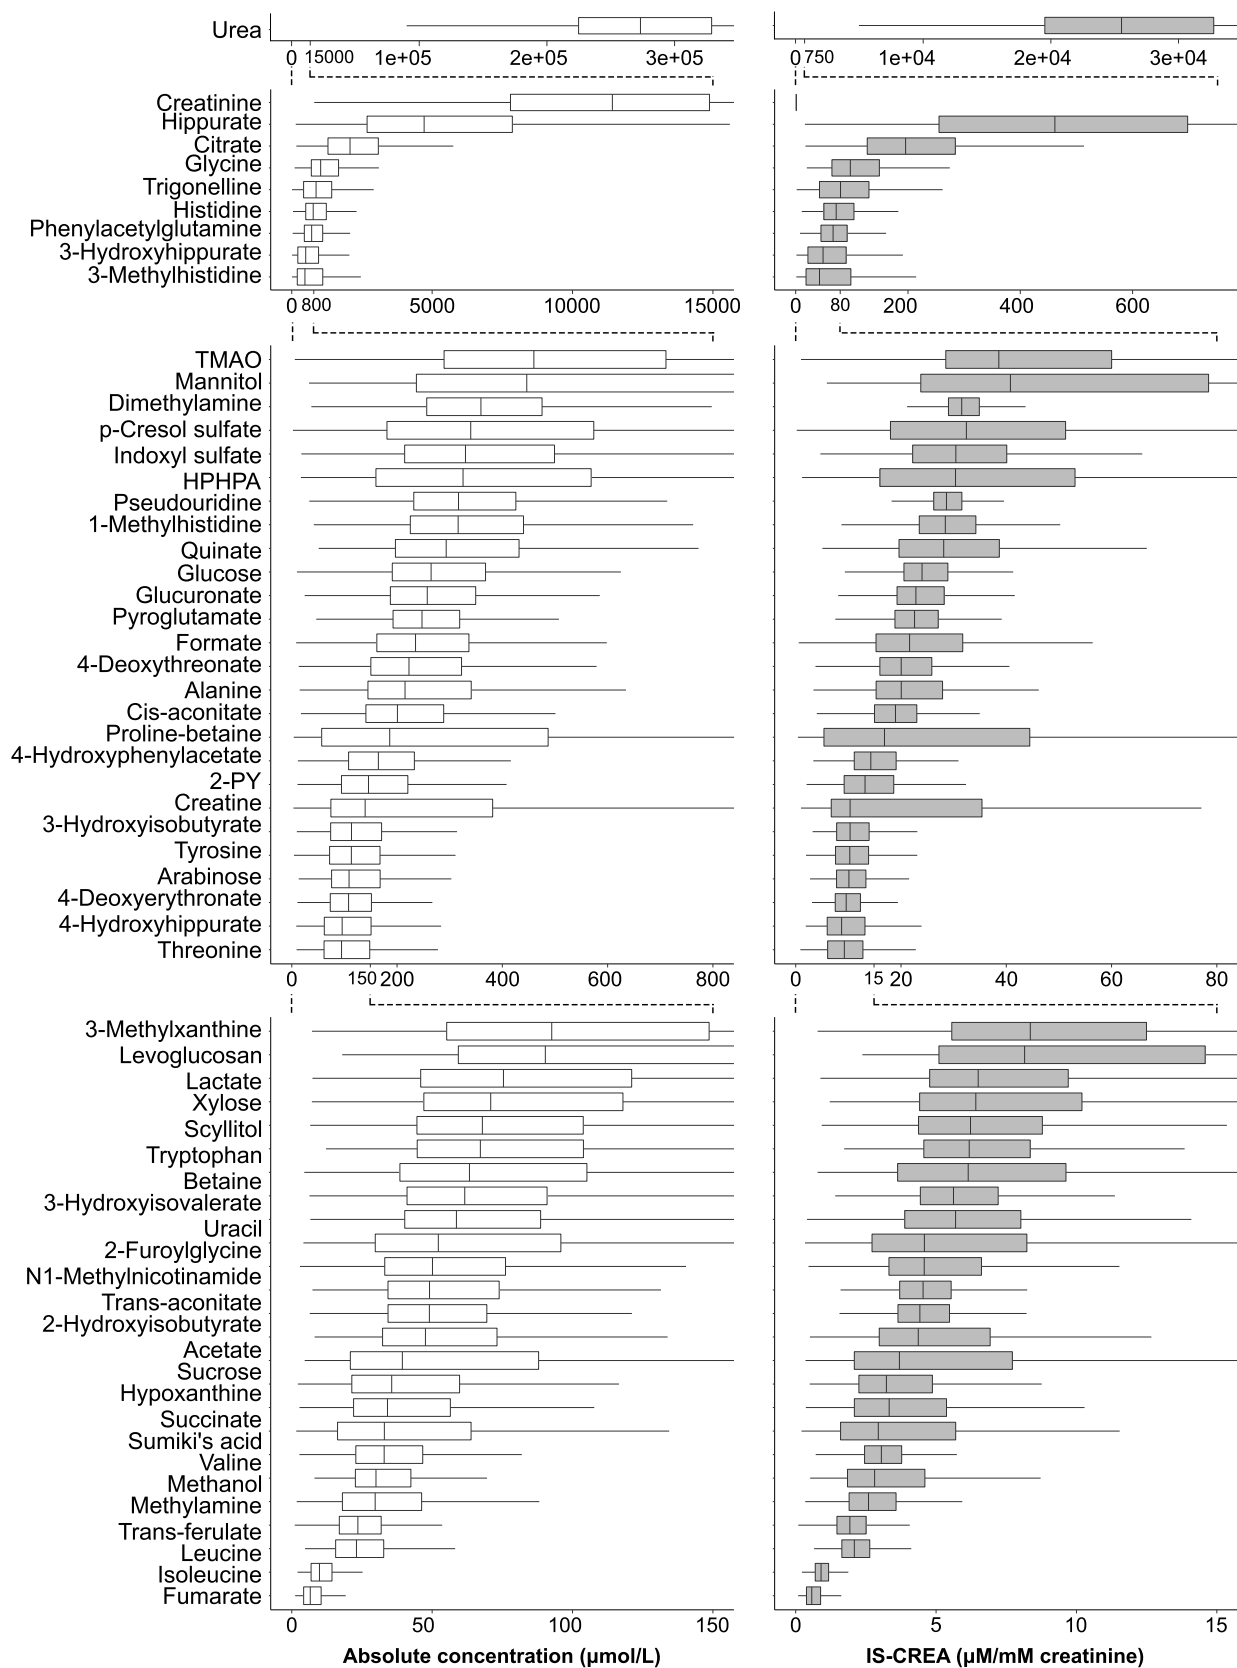 Urea
0 15000 1e+05 2e+05 3e+05
0 750 1e+04 2e+04 3e+04
Creatinine
Hippurate
Citrate
Glycine
Trigonelline
Histidine
Phenylacetylglutamine
3-Hydroxyhippurate
3-Methylhistidine
0 800 5000 10000 15000
0 80 200 400 600
TMAO
Mannitol
Dimethylamine
p-Cresol sulfate
Indoxyl sulfate
HPHPA
Pseudouridine
1-Methylhistidine
Quinate
Glucose
Glucuronate
Pyroglutamate
Formate
4-Deoxythreonate
Alanine
Cis-aconitate
Proline-betaine
4-Hydroxyphenylacetate
2-PY
Creatine
3-Hydroxyisobutyrate
Tyrosine
Arabinose
4-Deoxyerythronate
4-Hydroxyhippurate
Threonine
0 150 200 400 600 800
0 15 20 40 60 80
3-Methylxanthine
Levoglucosan
Lactate
Xylose
Scyllitol
Tryptophan
Betaine
3-Hydroxyisovalerate
Uracil
2-Furoylglycine
N1-Methylnicotinamide
Trans-aconitate
2-Hydroxyisobutyrate
Acetate
Sucrose
Hypoxanthine
Succinate
Sumiki's acid
Valine
Methanol
Methylamine
Trans-ferulate
Leucine
Isoleucine
Fumarate
0 50 100 150
0 5 10 15
Absolute concentration (µmol/L)
IS-CREA (µM/mM creatinine)